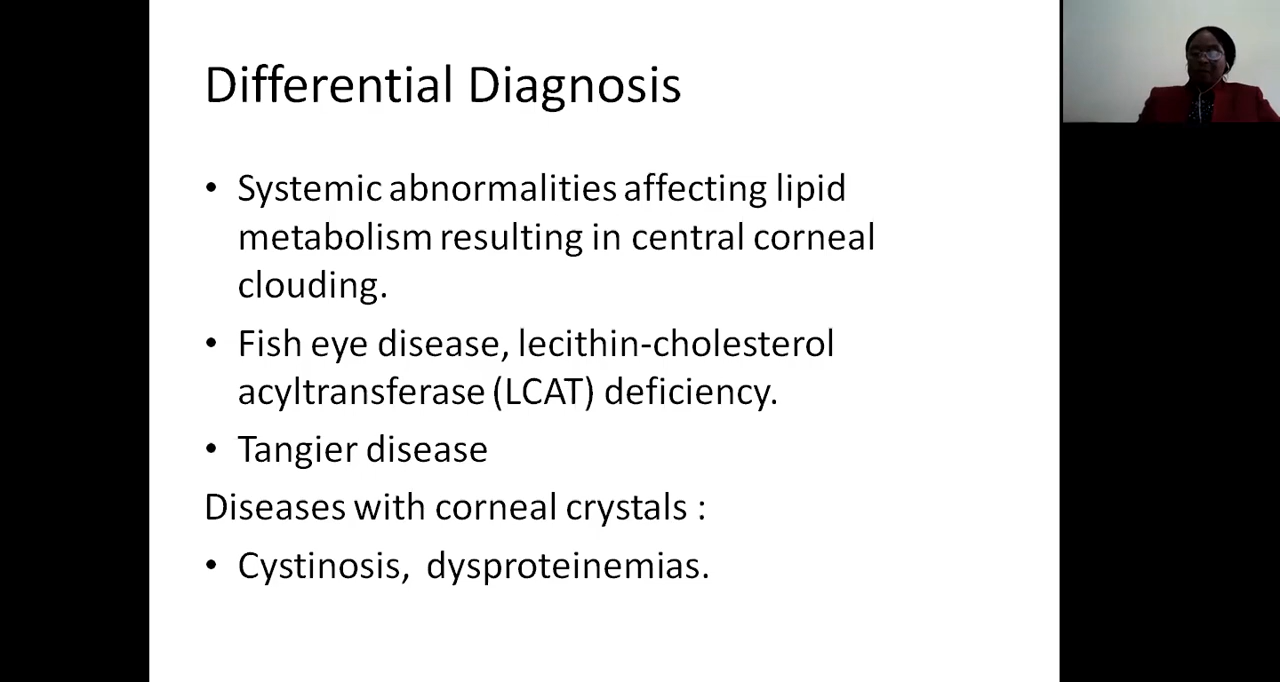 Differential Diagnosis
• Systemic abnormalities affecting lipid
metabolism resulting in central corneal
clouding.
• Fish eye disease, lecithin-cholesterol
acyltransferase (LCAT) deficiency.
• Tangier disease
Diseases with corneal crystals :
• Cystinosis, dysproteinemias.